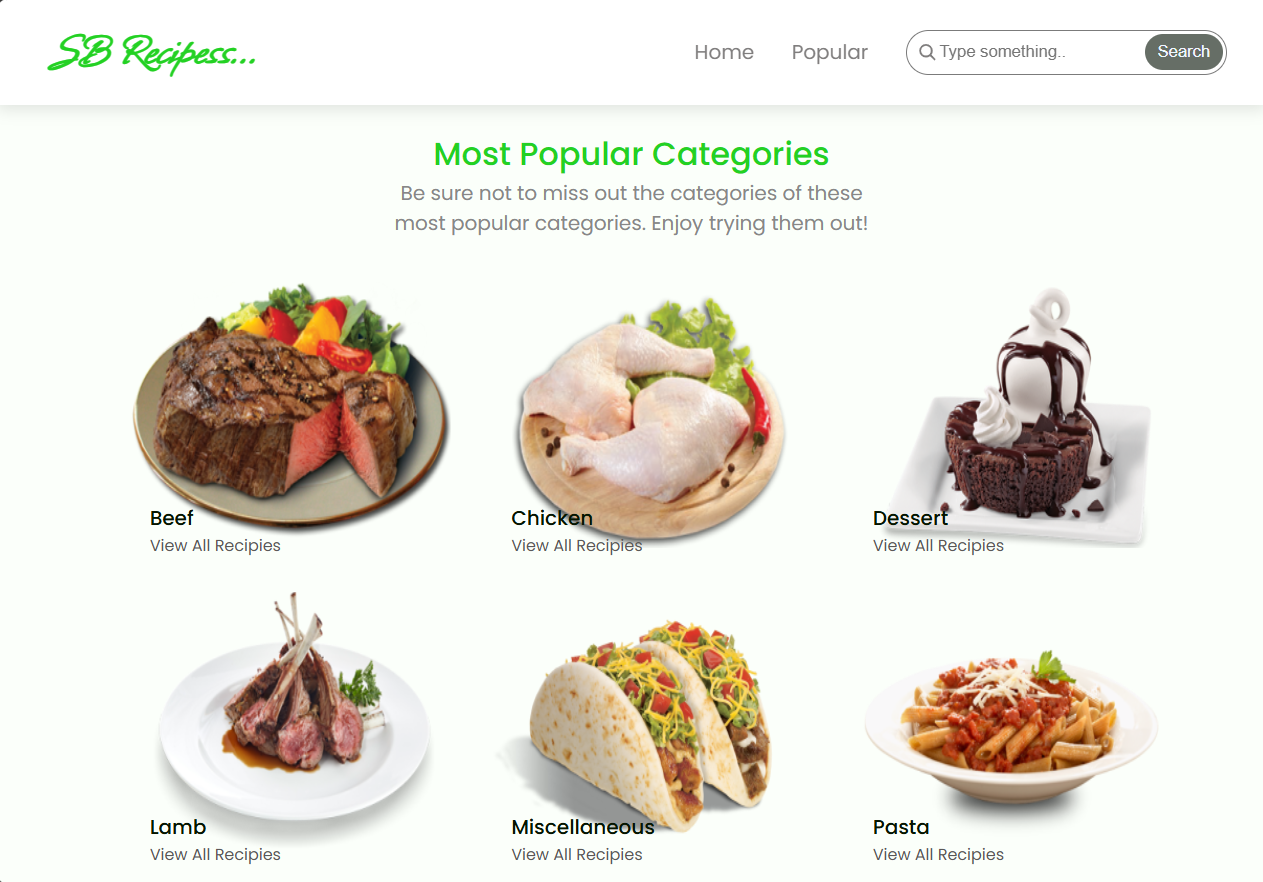 SB Recipess...
Home
Popular
Type something..
Search
Most Popular Categories
Be sure not to miss out the categories of these
most popular categories. Enjoy trying them out!
Beef
View All Recipies
Chicken
View All Recipies
Dessert
View All Recipies
Lamb
View All Recipies
Miscellaneous
View All Recipies
Pasta
View All Recipies